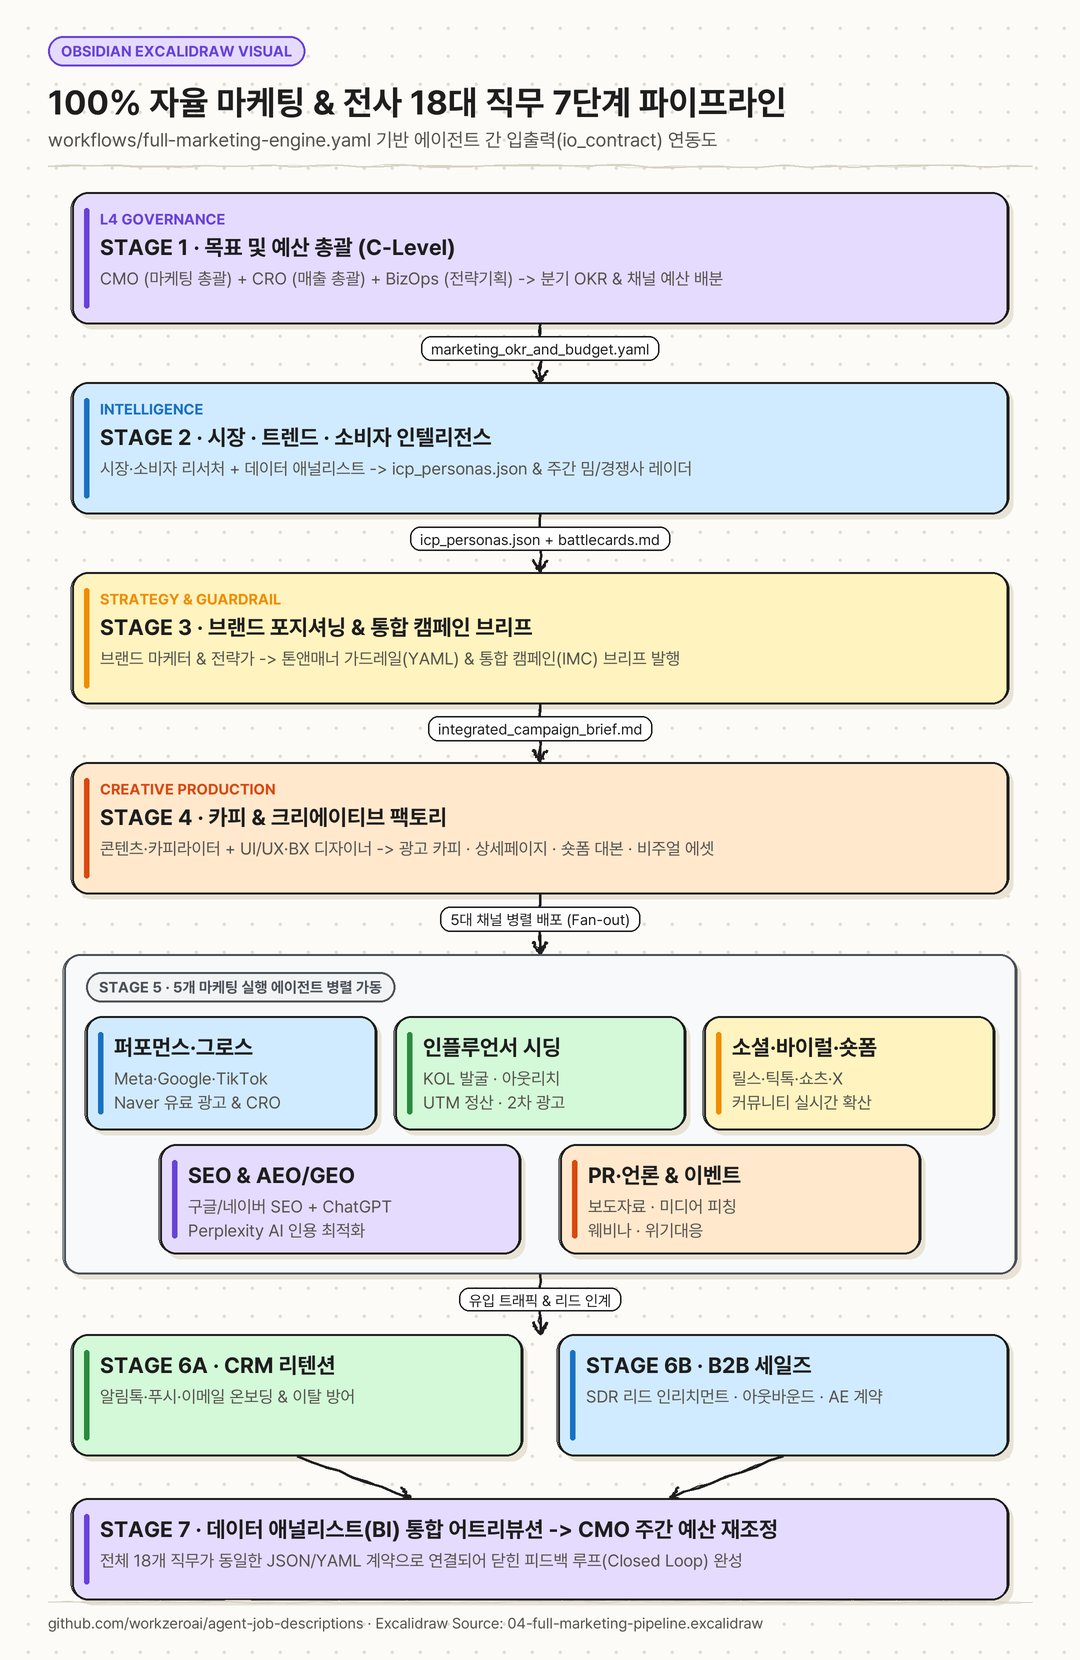 OBSIDIAN EXCALIDRAW VISUAL
100% 자율 마케팅 & 전사 18대 직무 7단계 파이프라인
workflows/full-marketing-engine.yaml 기반 에이전트 간 입출력(io_contract) 연동도
L4 GOVERNANCE
STAGE 1 · 목표 및 예산 총괄 (C-Level)
CMO (마케팅 총괄) + CRO (매출 총괄) + BizOps (전략기획) -> 분기 OKR & 채널 예산 배분
marketing_okr_and_budget.yaml
INTELLIGENCE
STAGE 2 · 시장 · 트렌드 · 소비자 인텔리전스
시장·소비자 리서처 + 데이터 애널리스트 -> icp_personas.json & 주간 밈/경쟁사 레이더
icp_personas.json + battlecards.md
STRATEGY & GUARDRAIL
STAGE 3 · 브랜드 포지셔닝 & 통합 캠페인 브리프
브랜드 마케터 & 전략가 -> 톤앤매너 가드레일(YAML) & 통합 캠페인(IMC) 브리프 발행
integrated_campaign_brief.md
CREATIVE PRODUCTION
STAGE 4 · 카피 & 크리에이티브 팩토리
콘텐츠·카피라이터 + UI/UX·BX 디자이너 -> 광고 카피 · 상세페이지 · 숏폼 대본 · 비주얼 에셋
5대 채널 병렬 배포 (Fan-out)
STAGE 5 · 5개 마케팅 실행 에이전트 병렬 가동
퍼포먼스·그로스
Meta·Google·TikTok
Naver 유료 광고 & CRO
인플루언서 시딩
KOL 발굴 · 아웃리치
UTM 정산 · 2차 광고
소셜·바이럴·숏폼
릴스·틱톡·쇼츠·X
커뮤니티 실시간 확산
SEO & AEO/GEO
구글/네이버 SEO + ChatGPT
Perplexity AI 인용 최적화
PR·언론 & 이벤트
보도자료 · 미디어 피칭
웨비나 · 위기대응
유입 트래픽 & 리드 인계
STAGE 6A · CRM 리텐션
알림톡·푸시·이메일 온보딩 & 이탈 방어
STAGE 6B · B2B 세일즈
SDR 리드 인리치먼트 · 아웃바운드 · AE 계약
STAGE 7 · 데이터 애널리스트(BI) 통합 어트리뷰션 -> CMO 주간 예산 재조정
전체 18개 직무가 동일한 JSON/YAML 계약으로 연결되어 닫힌 피드백 루프(Closed Loop) 완성
github.com/workzeroai/agent-job-descriptions · Excalidraw Source: 04-full-marketing-pipeline.excalidraw